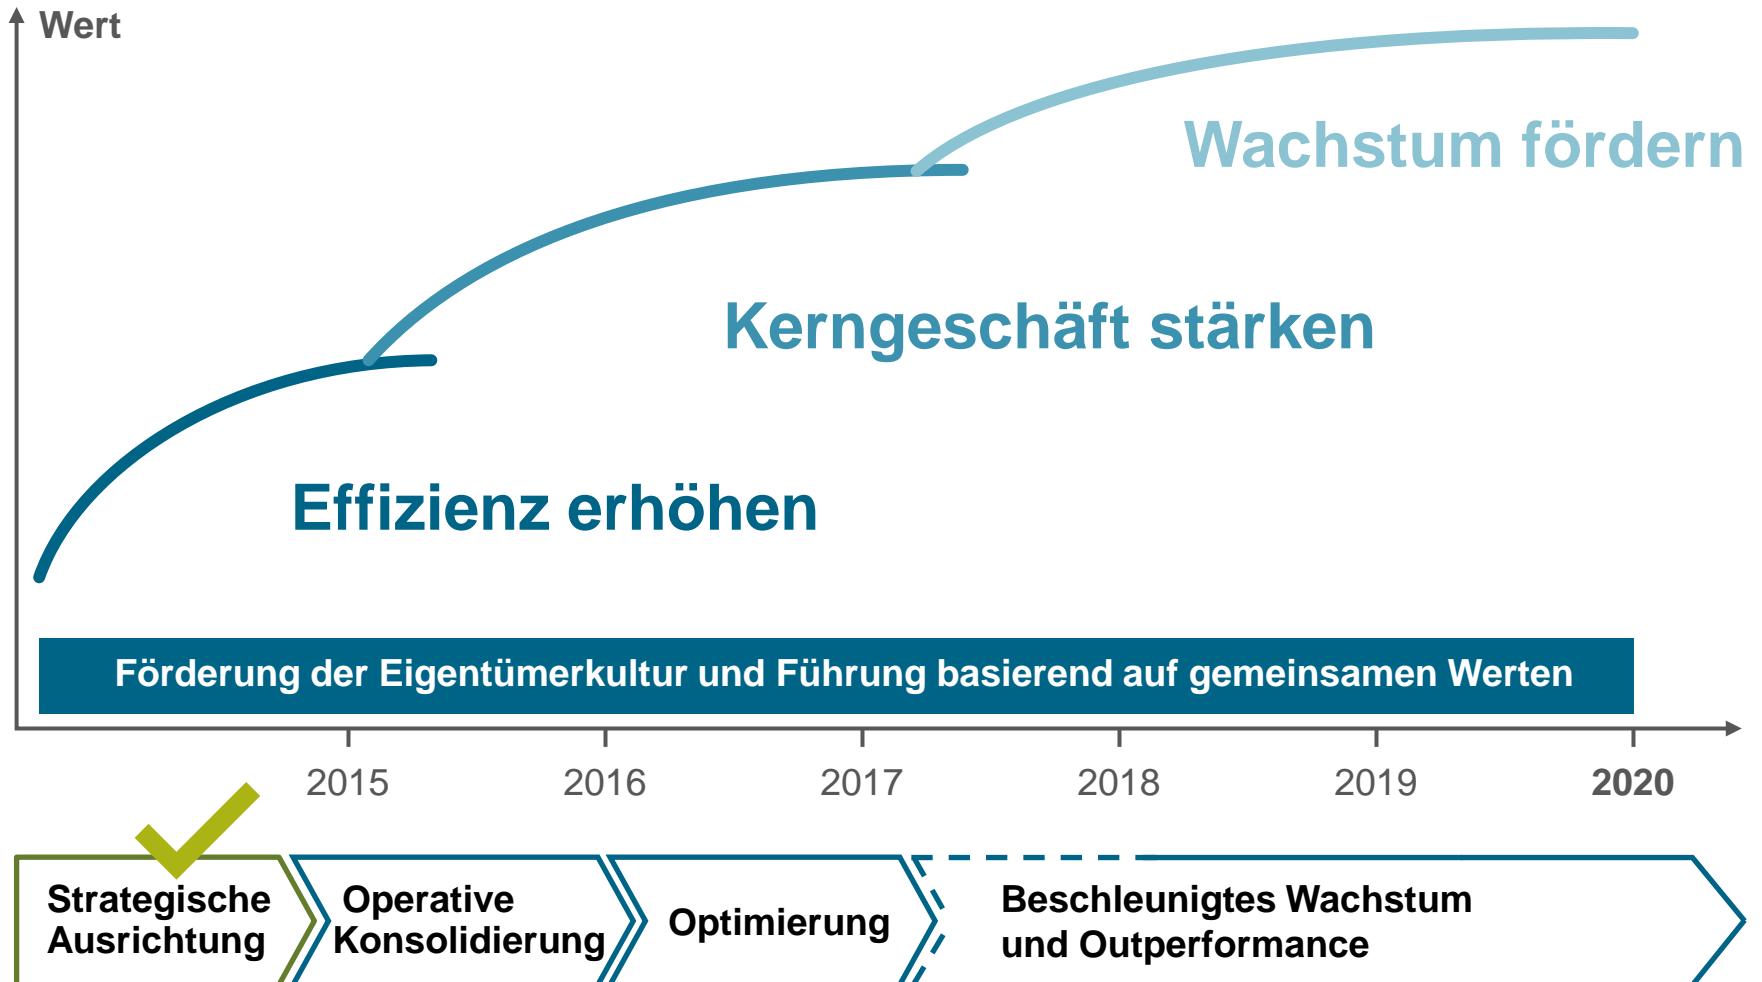 Wert
Wachstum fördern
Kerngeschäft stärken
Effizienz erhöhen
Förderung der Eigentümerkultur und Führung basierend auf gemeinsamen Werten
2015 2016 2017 2018 2019 2020
Strategische
Ausrichtung
Operative
Konsolidierung
Optimierung
Beschleunigtes Wachstum
und Outperformance